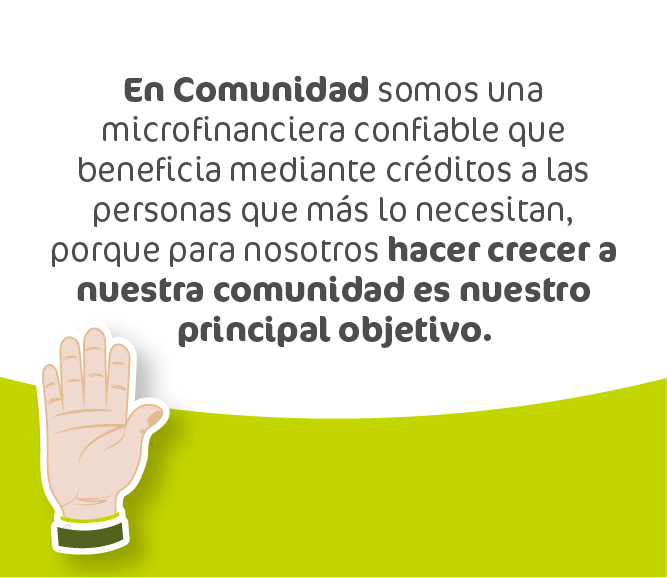 En Comunidad somos una
microfinanciera confiable que
beneficia mediante créditos a las
personas que más lo necesitan,
porque para nosotros hacer crecer a
nuestra comunidad es nuestro
principal objetivo.